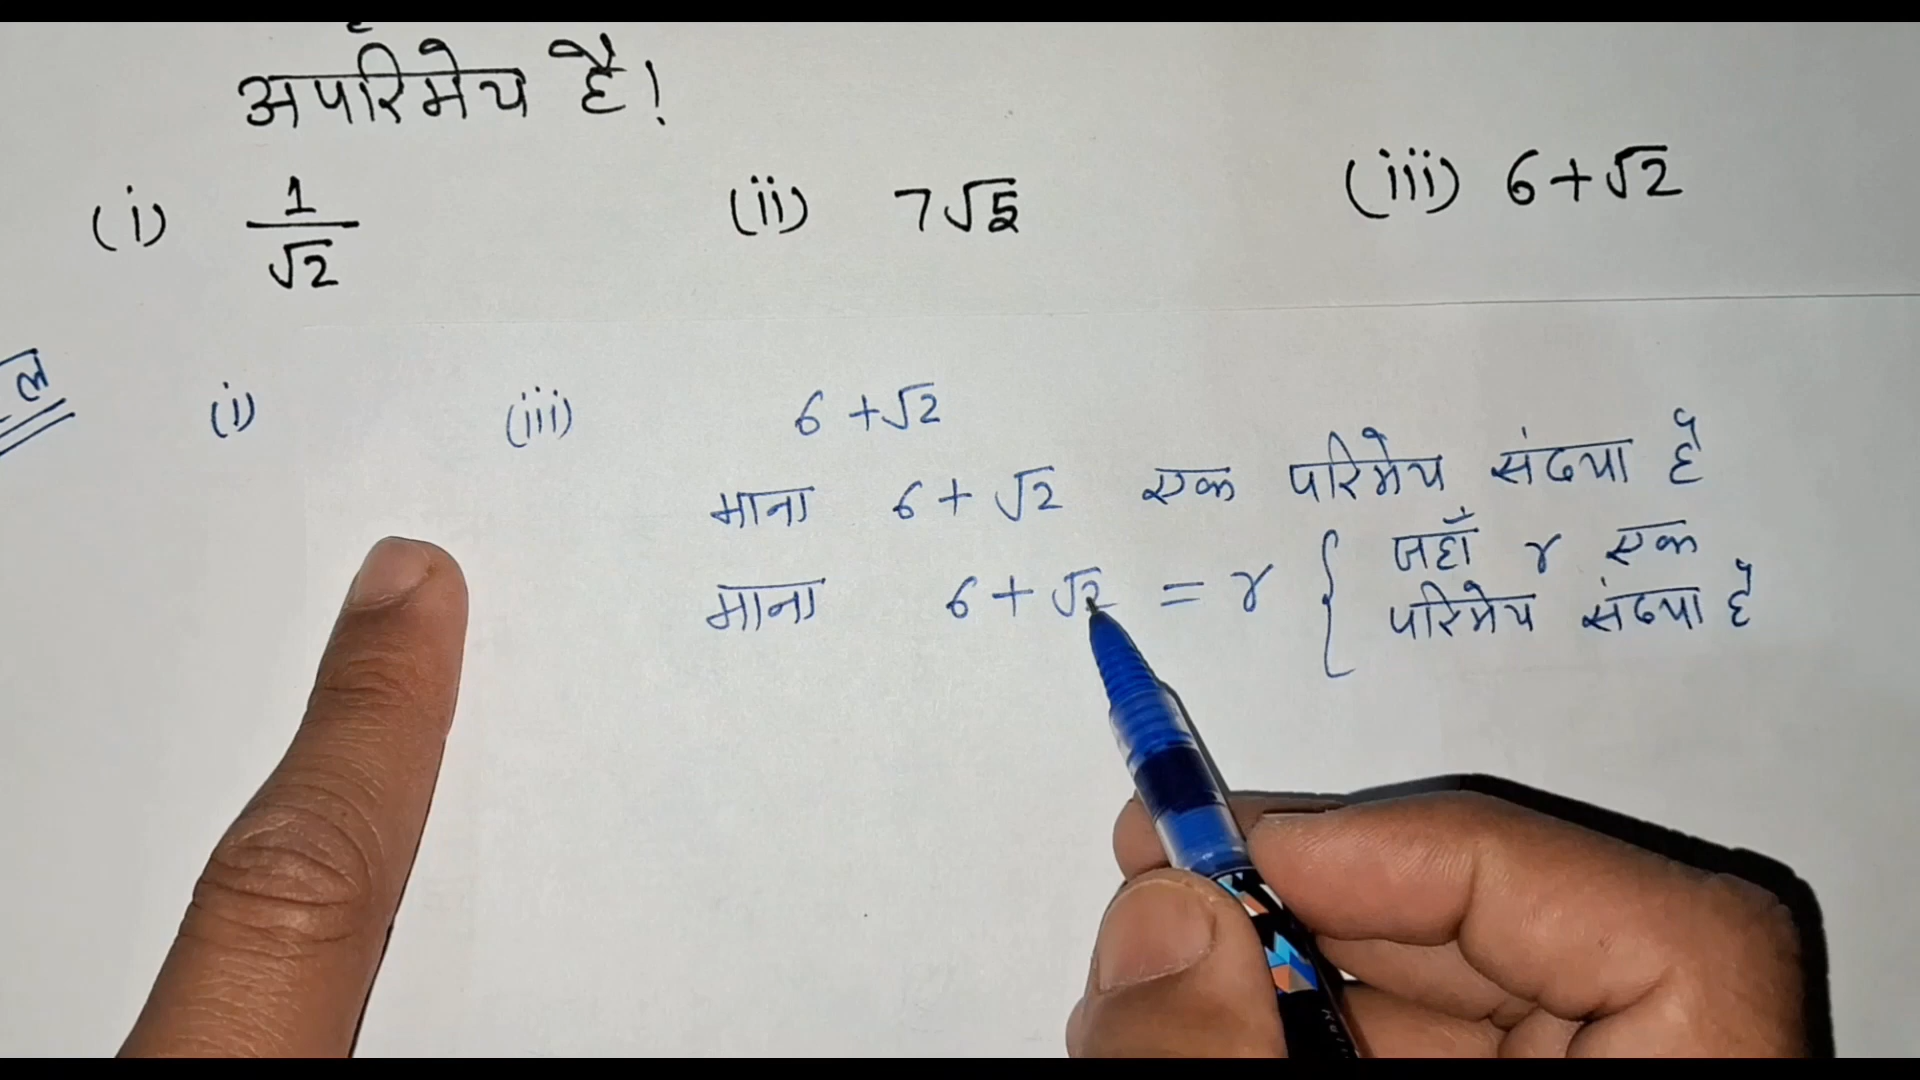 अपरिमेय है!
(i) 1/√2 (ii) 7√5 (iii) 6+√2
ल
(i) (iii) 6+√2
माना 6+√2 एक परिमेय संख्या है
माना 6+√2 = r { जहाँ r एक
परिमेय संख्या है